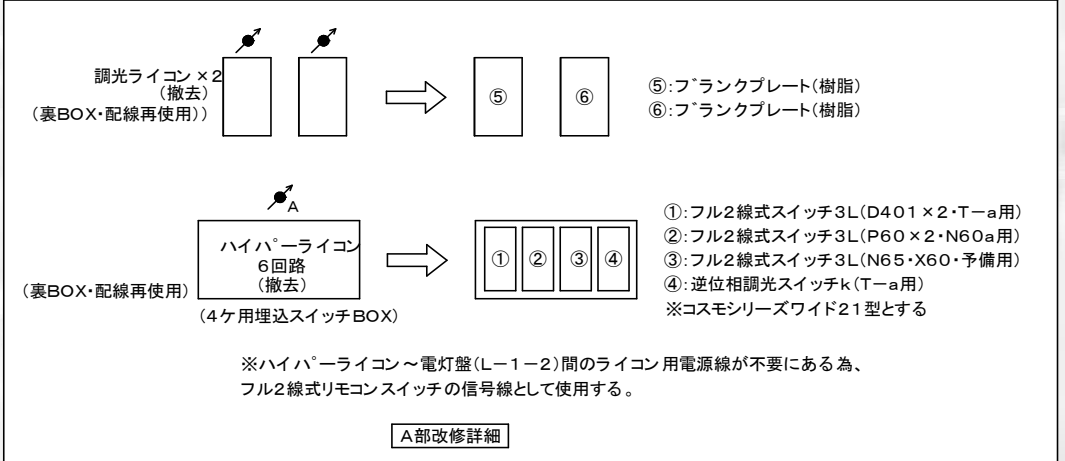 調光ライコン×2
(撤去)
(裏BOX・配線再使用))
⑤
⑥
⑤:ブランクプレート(樹脂)
⑥:ブランクプレート(樹脂)
A
ハイパーライコン
6回路
(撤去)
(裏BOX・配線再使用)
(4ケ用埋込スイッチBOX)
①
②
③
④
①:フル2線式スイッチ3L(D401×2・T-a用)
②:フル2線式スイッチ3L(P60×2・N60a用)
③:フル2線式スイッチ3L(N65・X60・予備用)
④:逆位相調光スイッチk(T-a用)
※コスモシリーズワイド21型とする
※ハイパーライコン~電灯盤(L-1-2)間のライコン用電源線が不要にある為、
フル2線式リモコンスイッチの信号線として使用する。
A部改修詳細